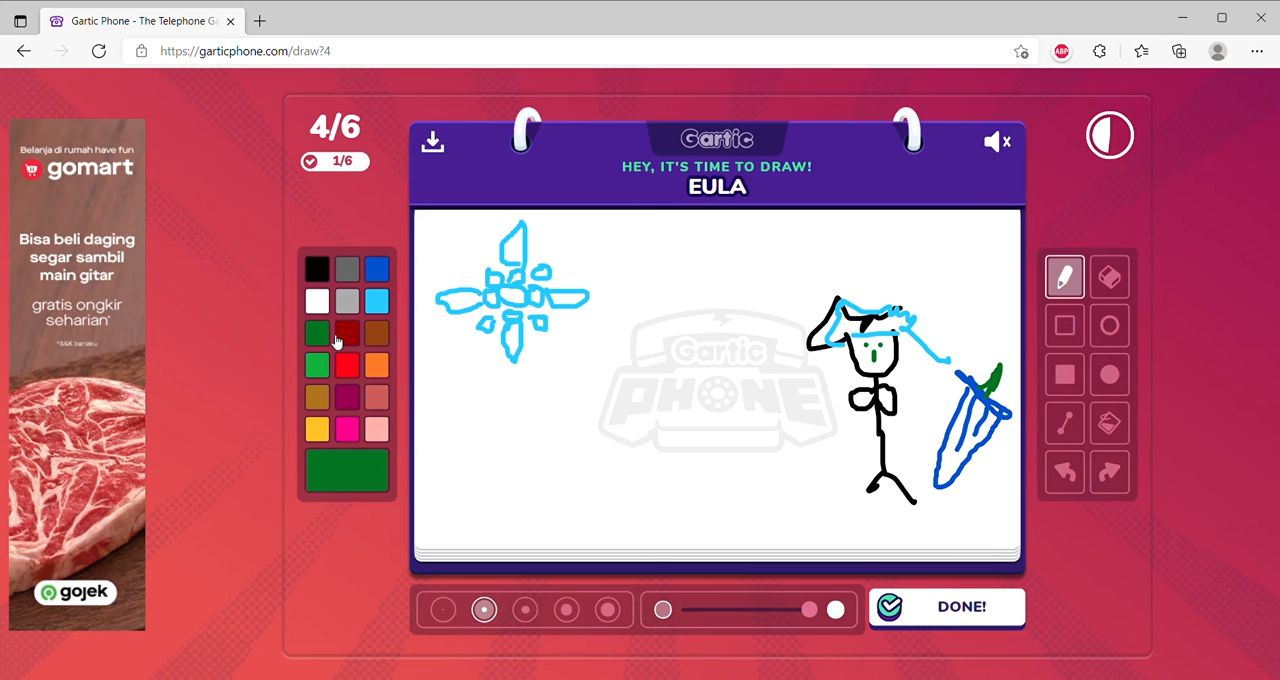 Gartic Phone - The Telephone Ga
https://garticphone.com/draw?4
ABP
Belanja di rumah have fun
gomart
Bisa beli daging
segar sambil
main gitar
gratis ongkir
seharian*
*S&K berlaku
gojek
4/6
1/6
Gartic
HEY, IT'S TIME TO DRAW!
EULA
Gartic
PHONE
DONE!